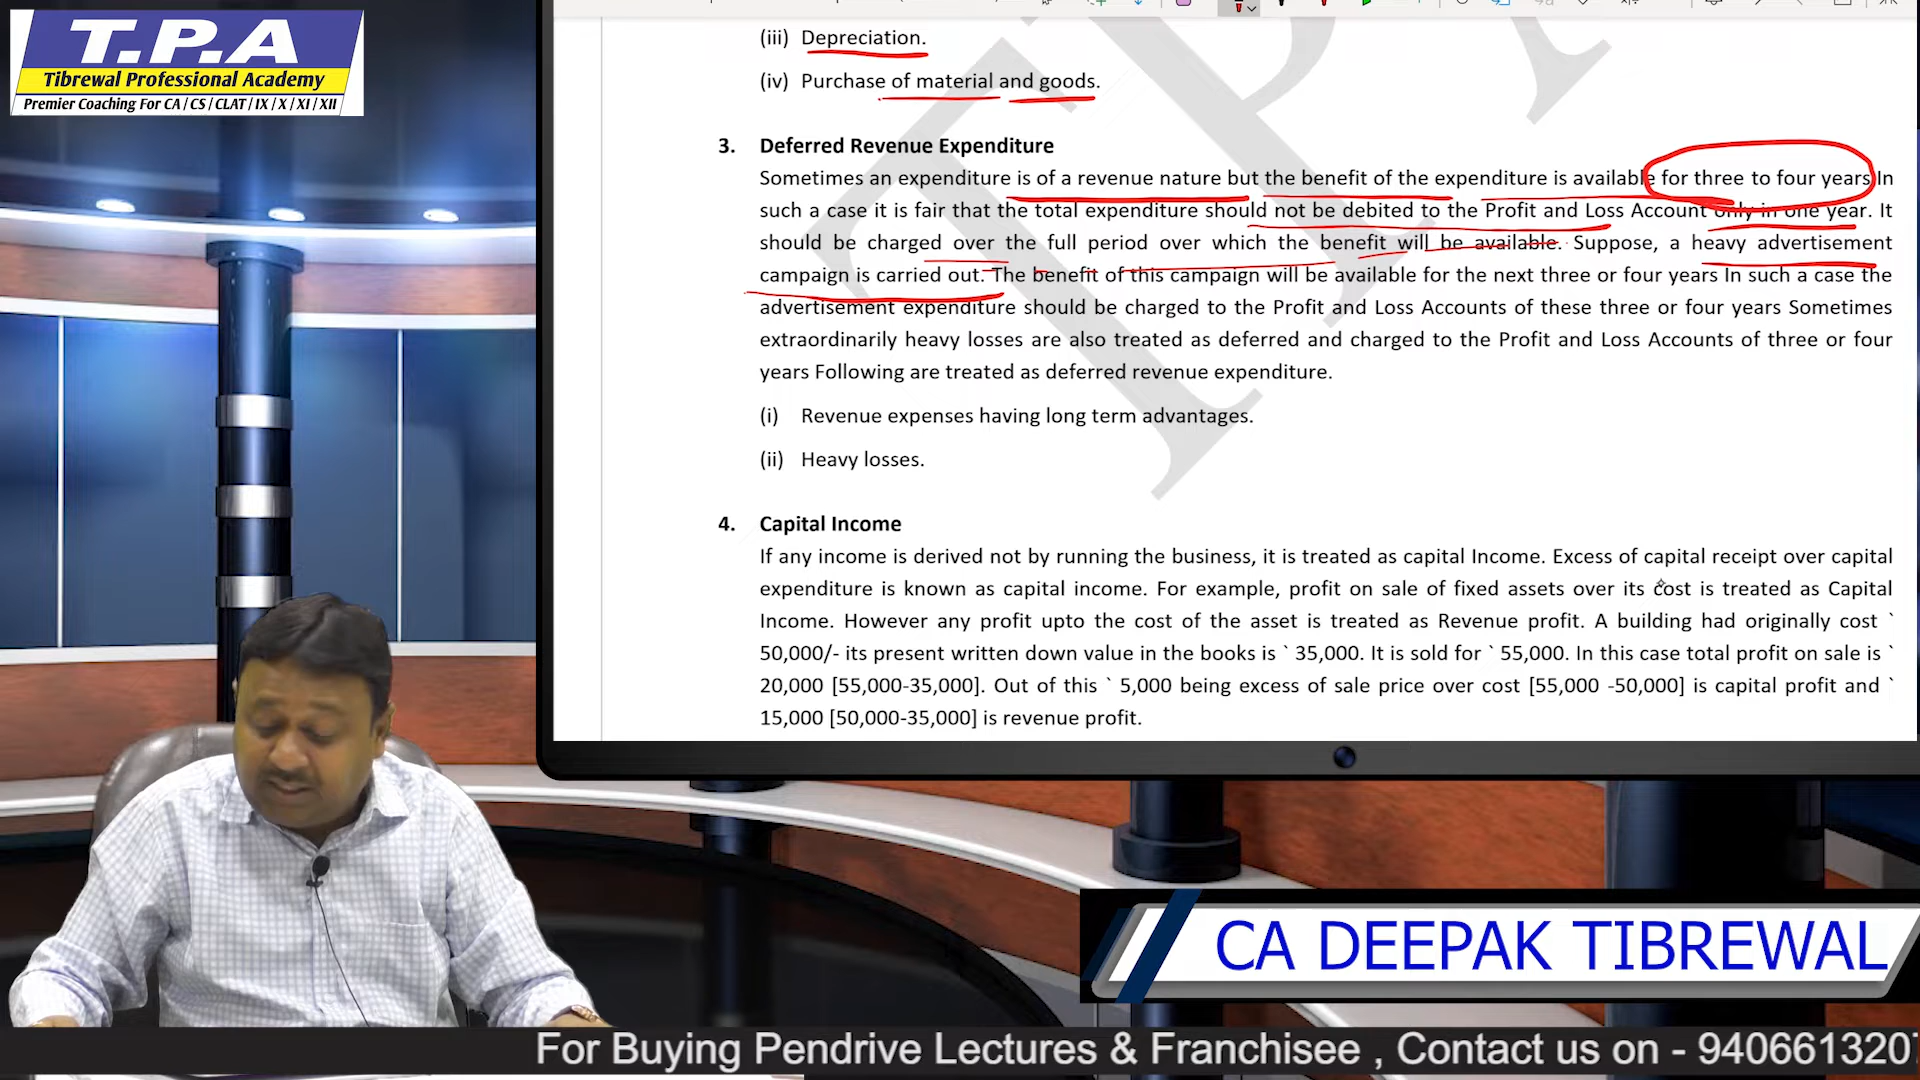 T.P.A
Tibrewal Professional Academy
Premier Coaching For CA / CS / CLAT / IX / X / XI / XII
(iii) Depreciation.
(iv) Purchase of material and goods.
3. Deferred Revenue Expenditure
Sometimes an expenditure is of a revenue nature but the benefit of the expenditure is available for three to four years In
such a case it is fair that the total expenditure should not be debited to the Profit and Loss Account only in one year. It
should be charged over the full period over which the benefit will be available. Suppose, a heavy advertisement
campaign is carried out. The benefit of this campaign will be available for the next three or four years In such a case the
advertisement expenditure should be charged to the Profit and Loss Accounts of these three or four years Sometimes
extraordinarily heavy losses are also treated as deferred and charged to the Profit and Loss Accounts of three or four
years Following are treated as deferred revenue expenditure.
(i) Revenue expenses having long term advantages.
(ii) Heavy losses.
4. Capital Income
If any income is derived not by running the business, it is treated as capital Income. Excess of capital receipt over capital
expenditure is known as capital income. For example, profit on sale of fixed assets over its cost is treated as Capital
Income. However any profit upto the cost of the asset is treated as Revenue profit. A building had originally cost `
50,000/- its present written down value in the books is ` 35,000. It is sold for ` 55,000. In this case total profit on sale is `
20,000 [55,000-35,000]. Out of this ` 5,000 being excess of sale price over cost [55,000 -50,000] is capital profit and `
15,000 [50,000-35,000] is revenue profit.
CA DEEPAK TIBREWAL
For Buying Pendrive Lectures & Franchisee , Contact us on - 940661320